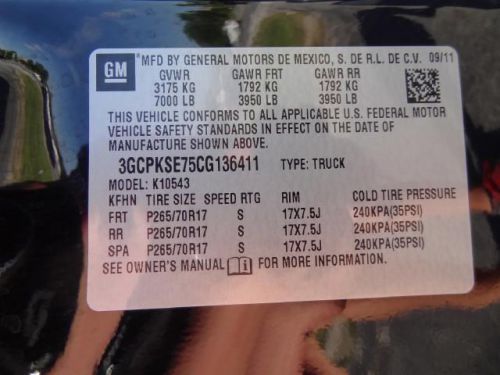 GM
MFD BY GENERAL MOTORS DE MEXICO, S. DE R.L. DE C.V. 09/11
GVWR GAWR FRT GAWR RR
3175 KG 1792 KG 1792 KG
7000 LB 3950 LB 3950 LB
THIS VEHICLE CONFORMS TO ALL APPLICABLE U.S. FEDERAL MOTOR
VEHICLE SAFETY STANDARDS IN EFFECT ON THE DATE OF
MANUFACTURE SHOWN ABOVE.
3GCPKSE75CG136411 TYPE: TRUCK
MODEL: K10543
KFHN TIRE SIZE SPEED RTG RIM COLD TIRE PRESSURE
FRT P265/70R17 S 17X7.5J 240KPA(35PSI)
RR P265/70R17 S 17X7.5J 240KPA(35PSI)
SPA P265/70R17 S 17X7.5J 240KPA(35PSI)
SEE OWNER'S MANUAL FOR ADDITIONAL INFORMATION.